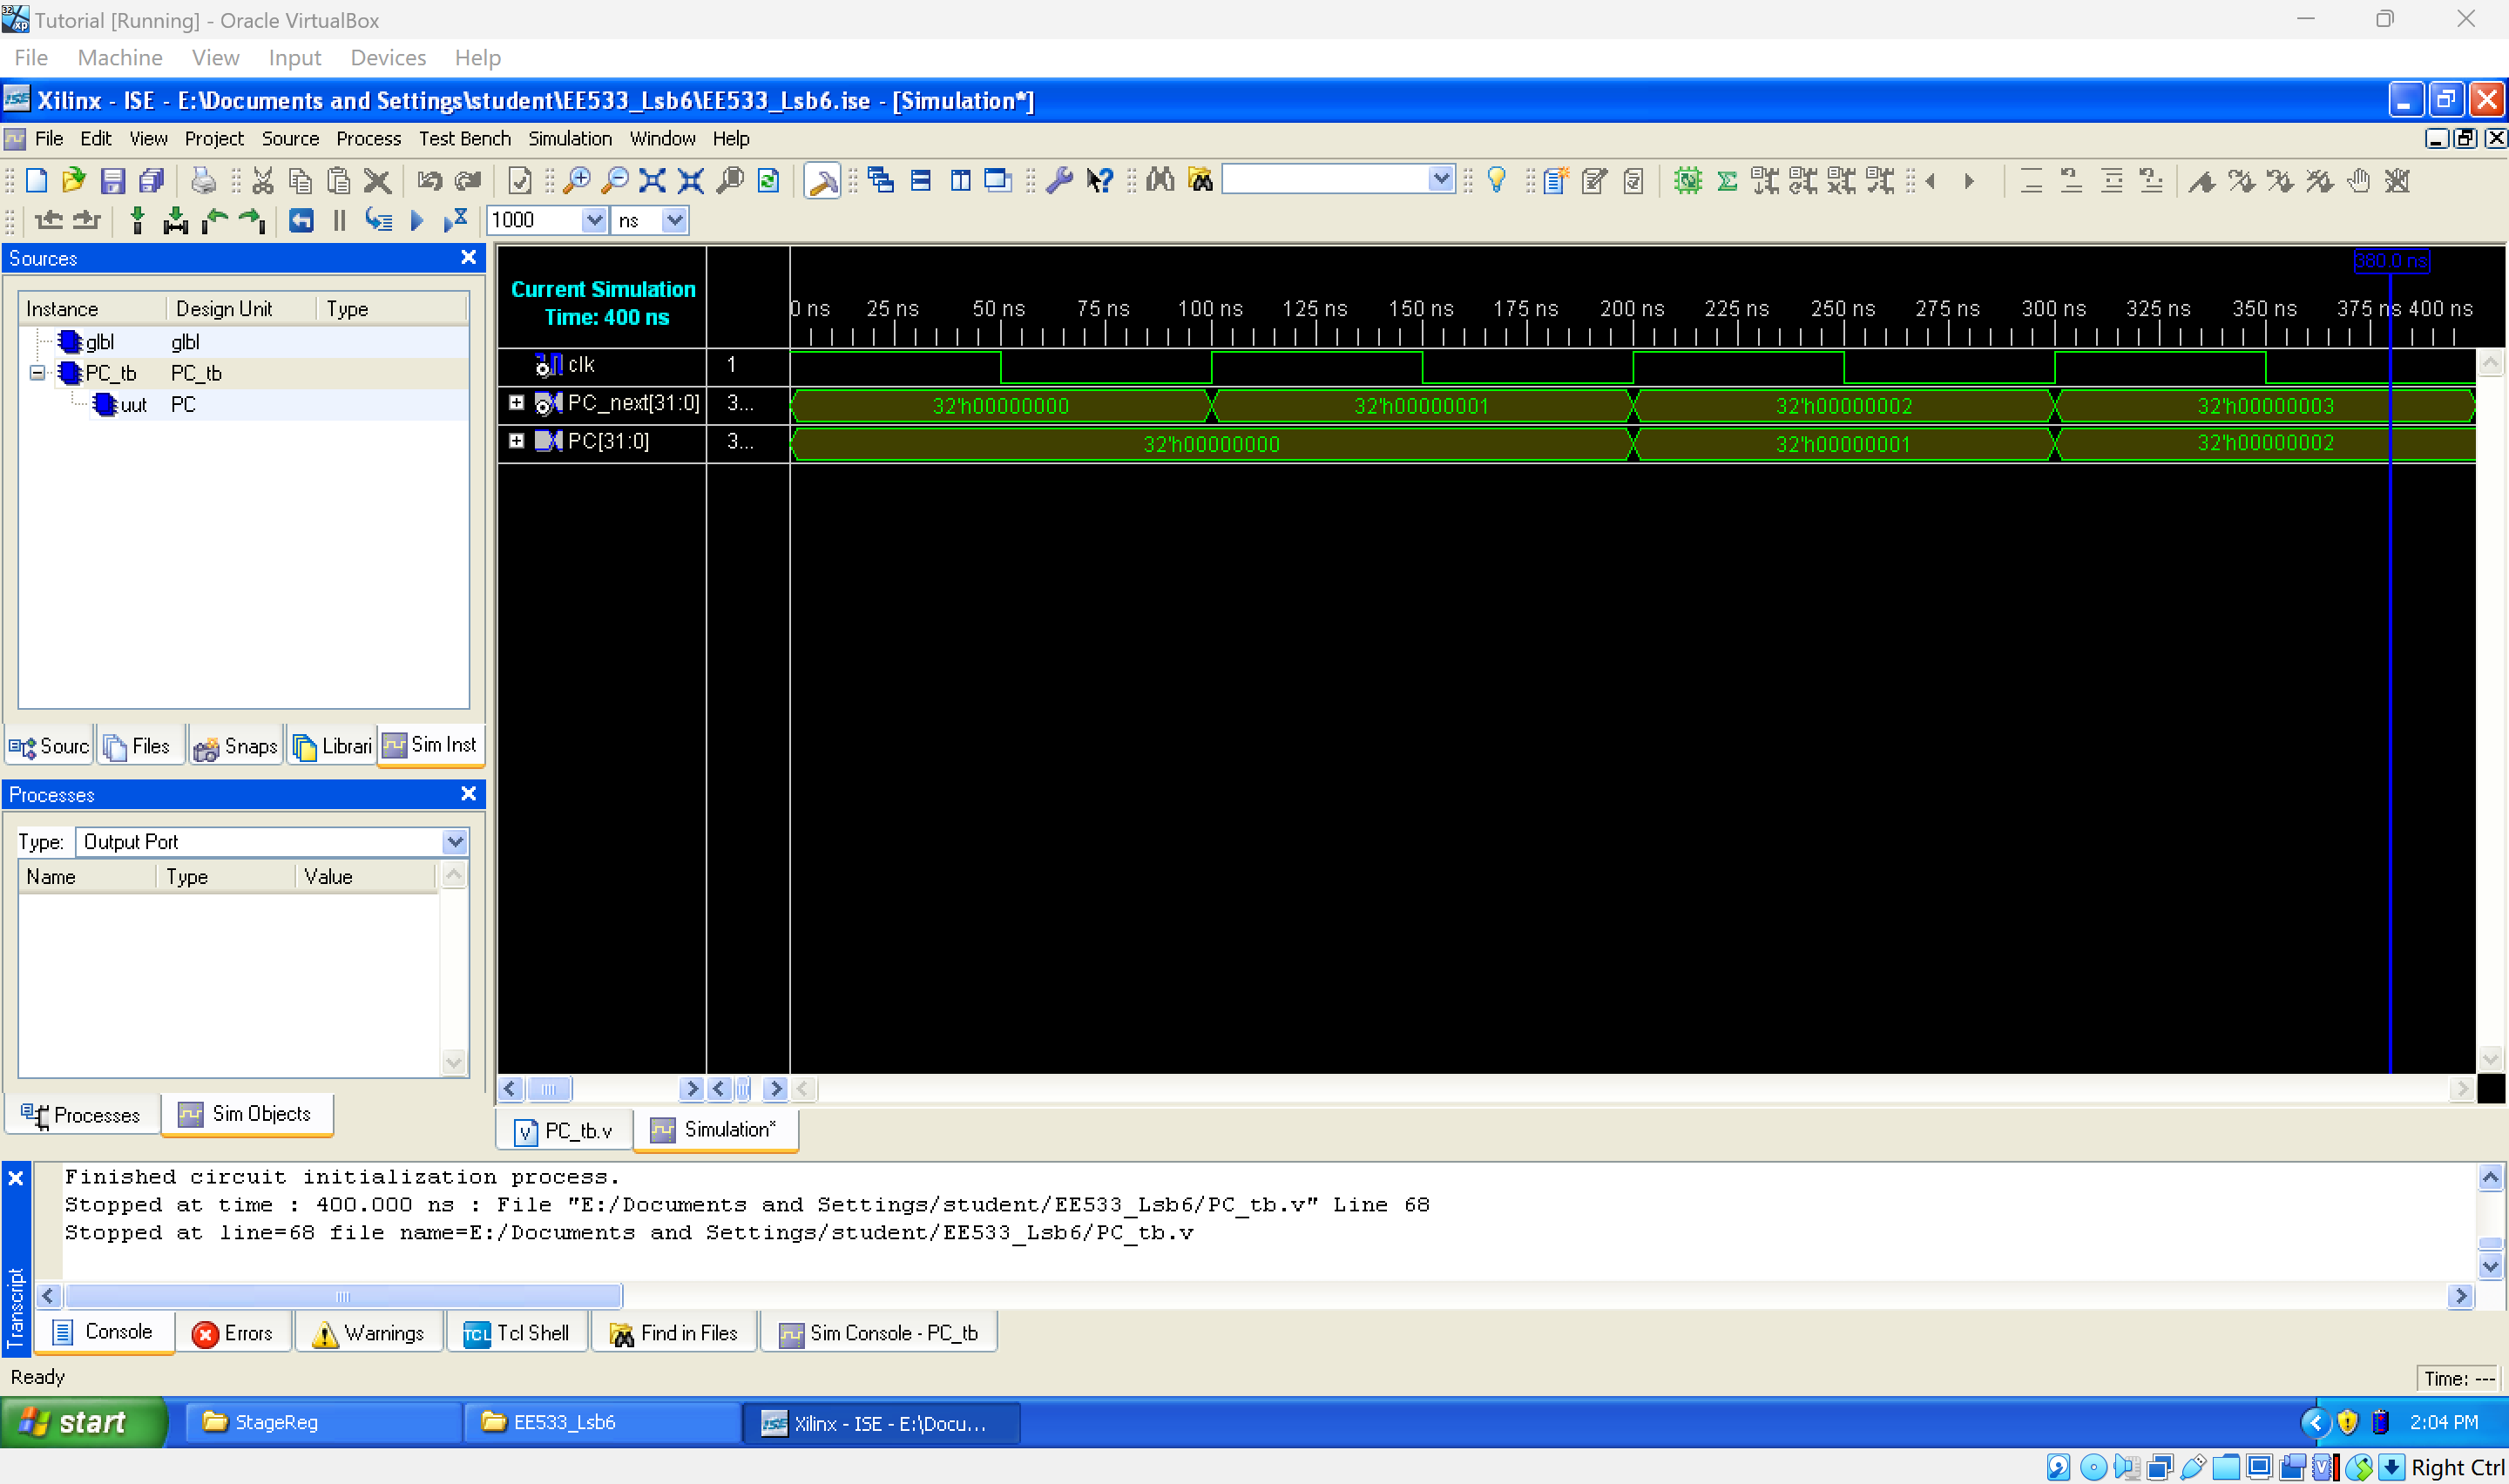 Tutorial [Running] - Oracle VirtualBox
File Machine View Input Devices Help
Xilinx - ISE - E:\Documents and Settings\student\EE533_Lsb6\EE533_Lsb6.ise - [Simulation*]
File Edit View Project Source Process Test Bench Simulation Window Help
1000 ns
Sources
Instance Design Unit Type
glbl glbl
PC_tb PC_tb
uut PC
Sourc Files Snaps Librari Sim Inst
Processes
Type: Output Port
Name Type Value
Processes Sim Objects
380.0 ns
Current Simulation
Time: 400 ns
0 ns 25 ns 50 ns 75 ns 100 ns 125 ns 150 ns 175 ns 200 ns 225 ns 250 ns 275 ns 300 ns 325 ns 350 ns 375 ns 400 ns
clk 1
PC_next[31:0] 3... 32'h00000000 32'h00000001 32'h00000002 32'h00000003
PC[31:0] 3... 32'h00000000 32'h00000001 32'h00000002
PC_tb.v Simulation*
Transcript
Finished circuit initialization process.
Stopped at time : 400.000 ns : File "E:/Documents and Settings/student/EE533_Lsb6/PC_tb.v" Line 68
Stopped at line=68 file name=E:/Documents and Settings/student/EE533_Lsb6/PC_tb.v
Console Errors Warnings Tcl Shell Find in Files Sim Console - PC_tb
Ready
Time: ---
start StageReg EE533_Lsb6 Xilinx - ISE - E:\Docu... 2:04 PM
Right Ctrl